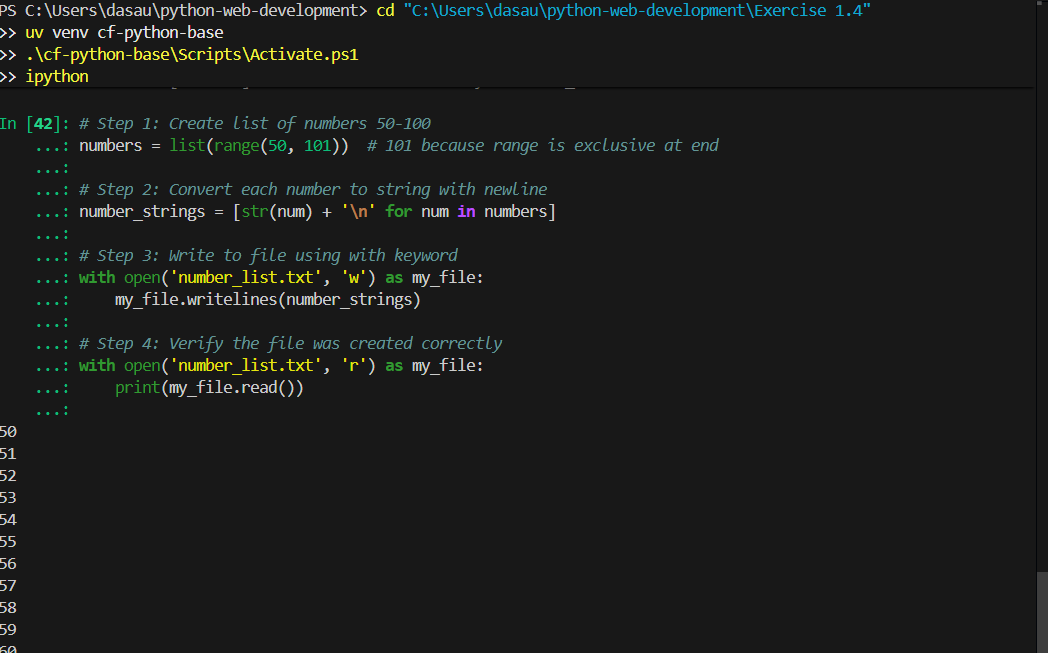 PS C:\Users\dasau\python-web-development> cd "C:\Users\dasau\python-web-development\Exercise 1.4"
>> uv venv cf-python-base
>> .\cf-python-base\Scripts\Activate.ps1
>> ipython
In [42]: # Step 1: Create list of numbers 50-100
...: numbers = list(range(50, 101))  # 101 because range is exclusive at end
...:
...: # Step 2: Convert each number to string with newline
...: number_strings = [str(num) + '\n' for num in numbers]
...:
...: # Step 3: Write to file using with keyword
...: with open('number_list.txt', 'w') as my_file:
...:     my_file.writelines(number_strings)
...:
...: # Step 4: Verify the file was created correctly
...: with open('number_list.txt', 'r') as my_file:
...:     print(my_file.read())
...:
50
51
52
53
54
55
56
57
58
59
60